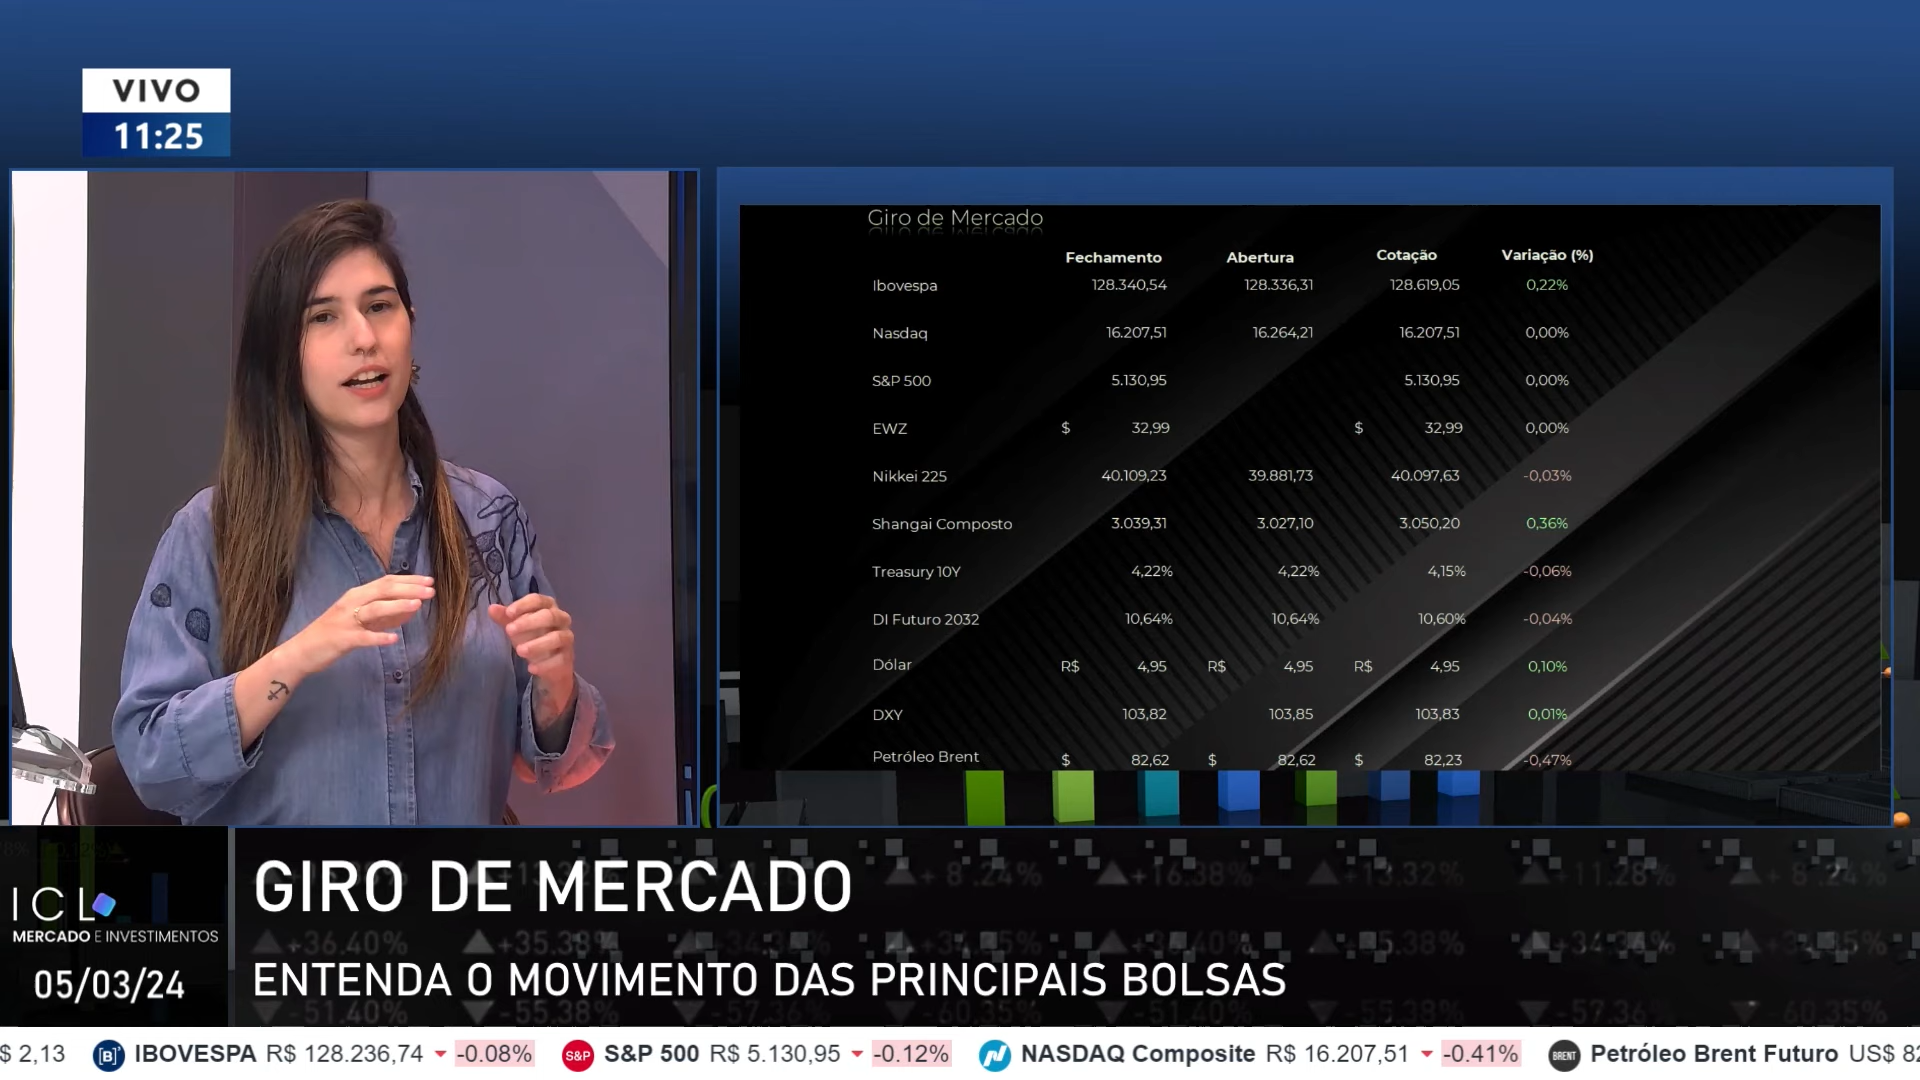 VIVO
11:25
Giro de Mercado
Fechamento Abertura Cotação Variação (%)
Ibovespa 128.340,54 128.336,31 128.619,05 0,22%
Nasdaq 16.207,51 16.264,21 16.207,51 0,00%
S&P 500 5.130,95 5.130,95 0,00%
EWZ $ 32,99 $ 32,99 0,00%
Nikkei 225 40.109,23 39.881,73 40.097,63 -0,03%
Shangai Composto 3.039,31 3.027,10 3.050,20 0,36%
Treasury 10Y 4,22% 4,22% 4,15% -0,06%
DI Futuro 2032 10,64% 10,64% 10,60% -0,04%
Dólar R$ 4,95 R$ 4,95 R$ 4,95 0,10%
DXY 103,82 103,85 103,83 0,01%
Petróleo Brent $ 82,62 $ 82,62 $ 82,23 -0,47%
GIRO DE MERCADO
ENTENDA O MOVIMENTO DAS PRINCIPAIS BOLSAS
ICL
MERCADO E INVESTIMENTOS
05/03/24
$ 2,13 [B]³ IBOVESPA R$ 128.236,74 -0.08% S&P S&P 500 R$ 5.130,95 -0.12% NASDAQ Composite R$ 16.207,51 -0.41% BRENT Petróleo Brent Futuro US$ 82